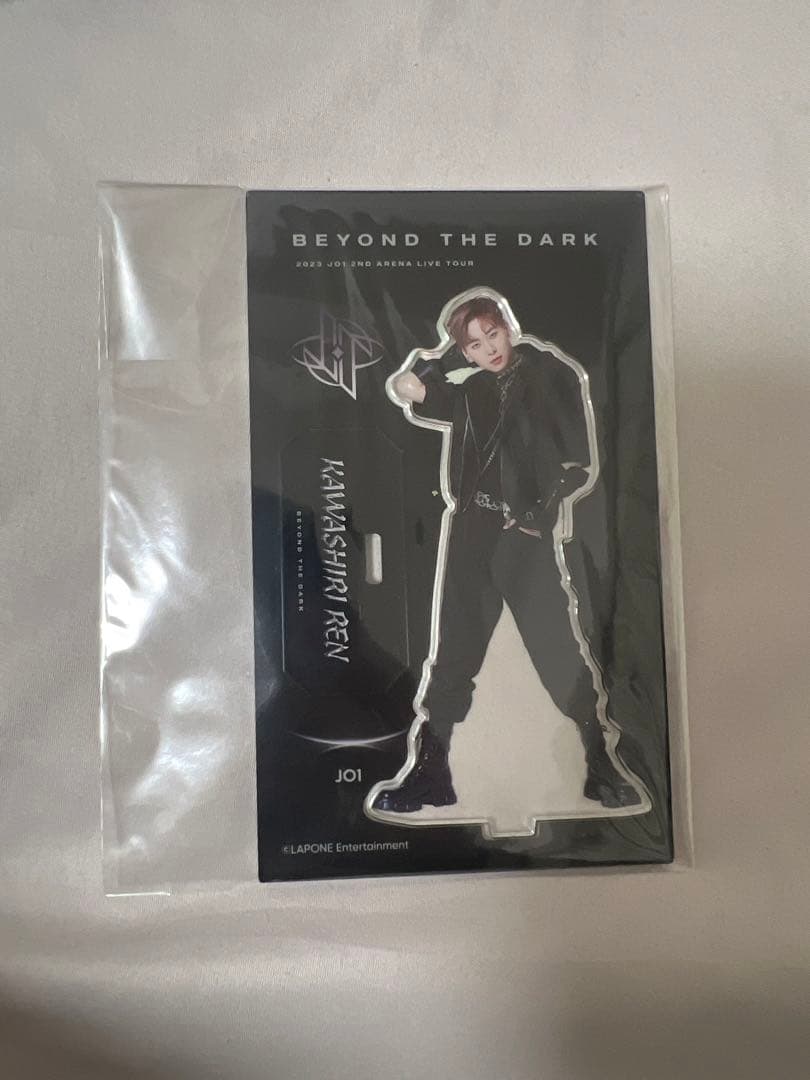 BEYOND THE DARK
2023 JO1 2ND ARENA LIVE TOUR
KAWASHIRI REN
BEYOND THE DARK
JO1
©LAPONE Entertainment